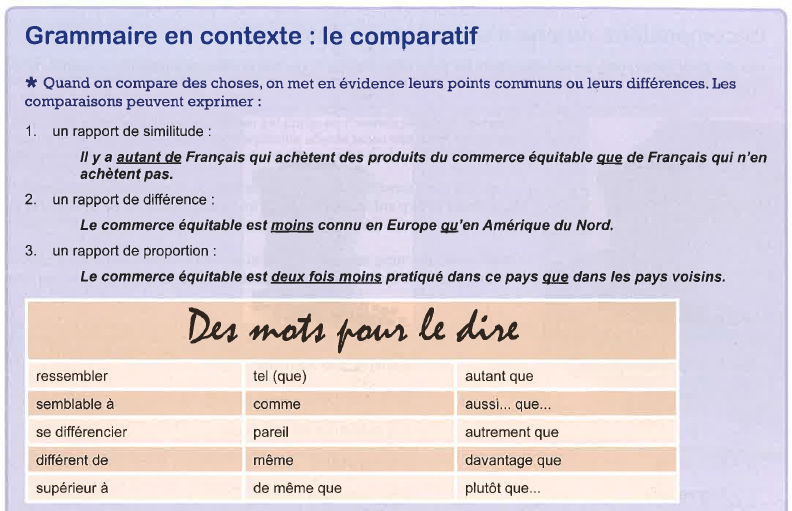 Grammaire en contexte : le comparatif
* Quand on compare des choses, on met en évidence leurs points communs ou leurs différences. Les
comparaisons peuvent exprimer :
1. un rapport de similitude :
Il y a autant de Français qui achètent des produits du commerce équitable que de Français qui n'en
achètent pas.
2. un rapport de différence :
Le commerce équitable est moins connu en Europe qu'en Amérique du Nord.
3. un rapport de proportion :
Le commerce équitable est deux fois moins pratiqué dans ce pays que dans les pays voisins.
Des mots pour le dire
ressembler tel (que) autant que
semblable à comme aussi... que...
se différencier pareil autrement que
différent de même davantage que
supérieur à de même que plutôt que...